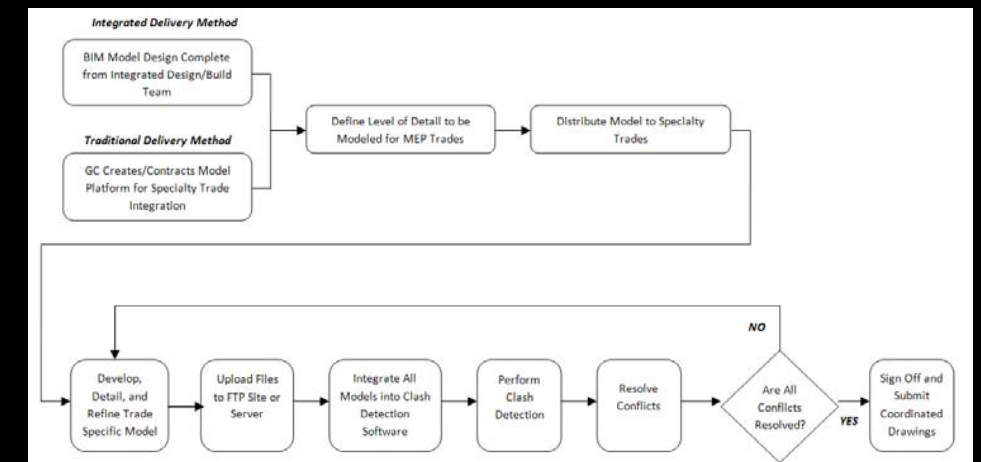 Integrated Delivery Method
BIM Model Design Complete
from Integrated Design/Build
Team
Traditional Delivery Method
GC Creates/Contracts Model
Platform for Specialty Trade
Integration
Define Level of Detail to be
Modeled for MEP Trades
Distribute Model to Specialty
Trades
NO
Develop,
Detail, and
Refine Trade
Specific Model
Upload Files
to FTP Site or
Server
Integrate All
Models into Clash
Detection
Software
Perform
Clash
Detection
Resolve
Conflicts
Are All
Conflicts
Resolved?
YES
Sign Off and
Submit
Coordinated
Drawings